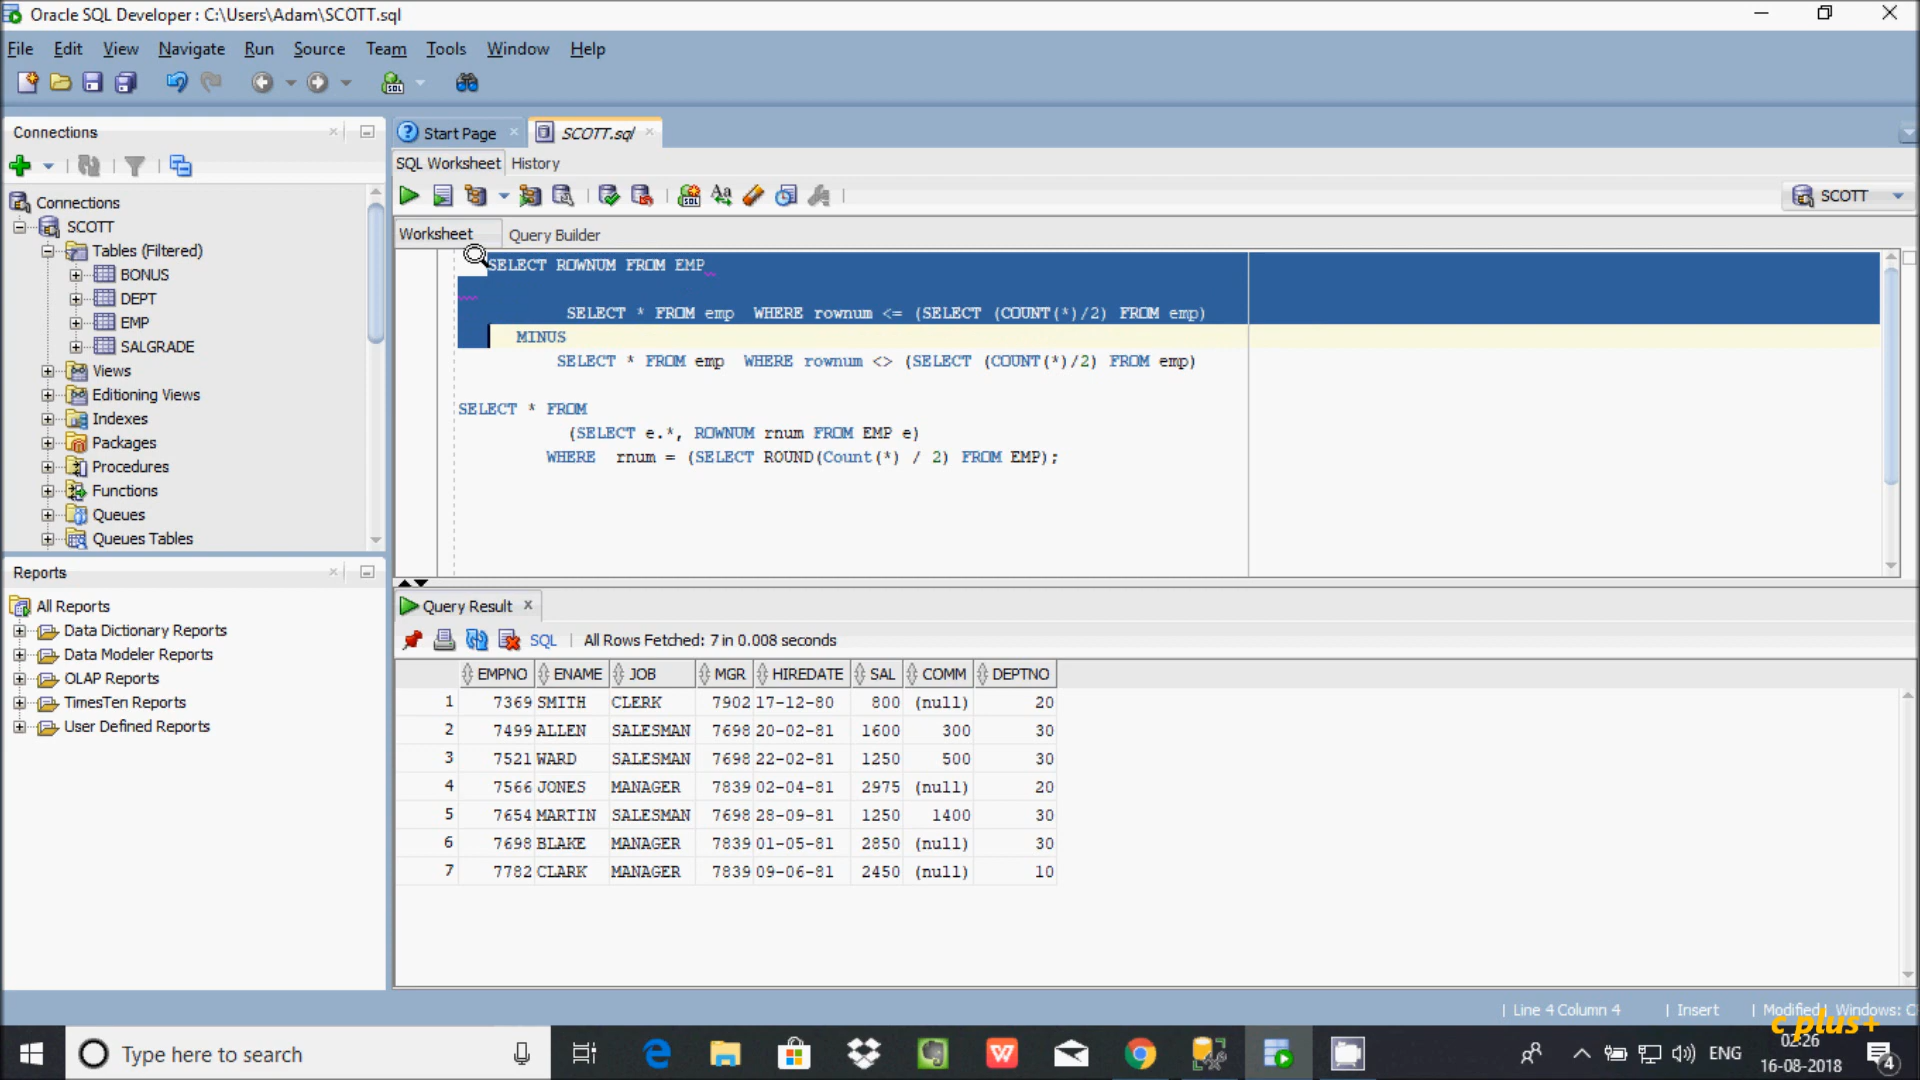 Oracle SQL Developer : C:\Users\Adam\SCOTT.sql
File Edit View Navigate Run Source Team Tools Window Help
Connections
Start Page
SCOTT.sql
SQL Worksheet History
SCOTT
Worksheet Query Builder
Connections
SCOTT
Tables (Filtered)
BONUS
DEPT
EMP
SALGRADE
Views
Editioning Views
Indexes
Packages
Procedures
Functions
Queues
Queues Tables
SELECT ROWNUM FROM EMP
SELECT * FROM emp WHERE rownum <= (SELECT (COUNT(*)/2) FROM emp)
MINUS
SELECT * FROM emp WHERE rownum <> (SELECT (COUNT(*)/2) FROM emp)
SELECT * FROM
(SELECT e.*, ROWNUM rnum FROM EMP e)
WHERE rnum = (SELECT ROUND(Count(*) / 2) FROM EMP);
Reports
All Reports
Data Dictionary Reports
Data Modeler Reports
OLAP Reports
TimesTen Reports
User Defined Reports
Query Result
SQL | All Rows Fetched: 7 in 0.008 seconds
EMPNO ENAME JOB MGR HIREDATE SAL COMM DEPTNO
1 7369 SMITH CLERK 7902 17-12-80 800 (null) 20
2 7499 ALLEN SALESMAN 7698 20-02-81 1600 300 30
3 7521 WARD SALESMAN 7698 22-02-81 1250 500 30
4 7566 JONES MANAGER 7839 02-04-81 2975 (null) 20
5 7654 MARTIN SALESMAN 7698 28-09-81 1250 1400 30
6 7698 BLAKE MANAGER 7839 01-05-81 2850 (null) 30
7 7782 CLARK MANAGER 7839 09-06-81 2450 (null) 10
| Line 4 Column 4 | Insert | Modified | Windows: C
c plus+
Type here to search
ENG
02:26
16-08-2018
4